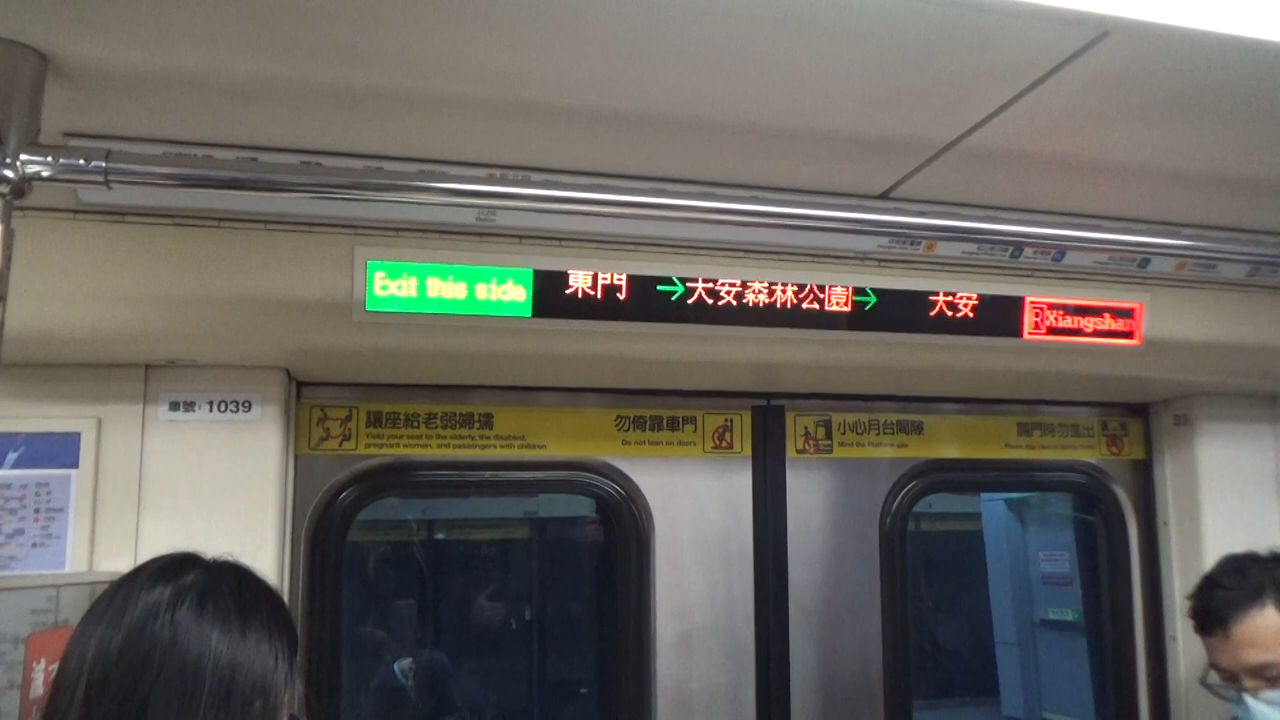 Exit this side 東門 →大安森林公園→ 大安 R Xiangshan
車號:1039
讓座給老弱婦孺
Yield your seat to the elderly, the disabled,
pregnant women, and passengers with children
勿倚靠車門
Do not lean on doors
小心月台間隙
Mind the Platform gap